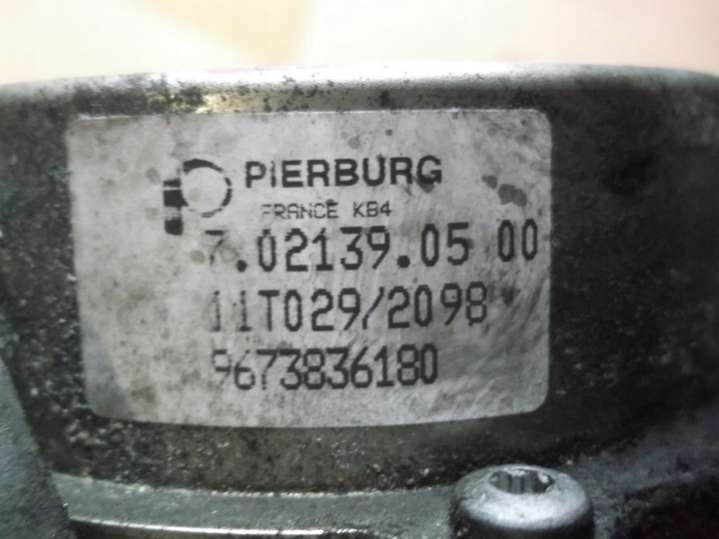 PIERBURG
FRANCE KB4
7.02139.05 00
11T029/2098
9673836180